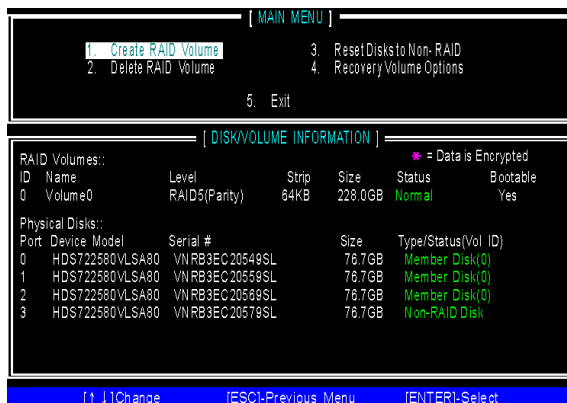 [ MAIN MENU ]
1. Create RAID Volume 3. Reset Disks to Non- RAID
2. Delete RAID Volume 4. Recovery Volume Options
5. Exit
[ DISK/VOLUME INFORMATION ]
* = Data is Encrypted
RAID Volumes::
ID Name Level Strip Size Status Bootable
0 Volume0 RAID5(Parity) 64KB 228.0GB Normal Yes
Physical Disks::
Port Device Model Serial # Size Type/Status(Vol ID)
0 HDS722580VLSA80 VNRB3EC20549SL 76.7GB Member Disk(0)
1 HDS722580VLSA80 VNRB3EC20559SL 76.7GB Member Disk(0)
2 HDS722580VLSA80 VNRB3EC20569SL 76.7GB Member Disk(0)
3 HDS722580VLSA80 VNRB3EC20579SL 76.7GB Non-RAID Disk
[↑ ↓]Change [ESC]-Previous Menu [ENTER]-Select